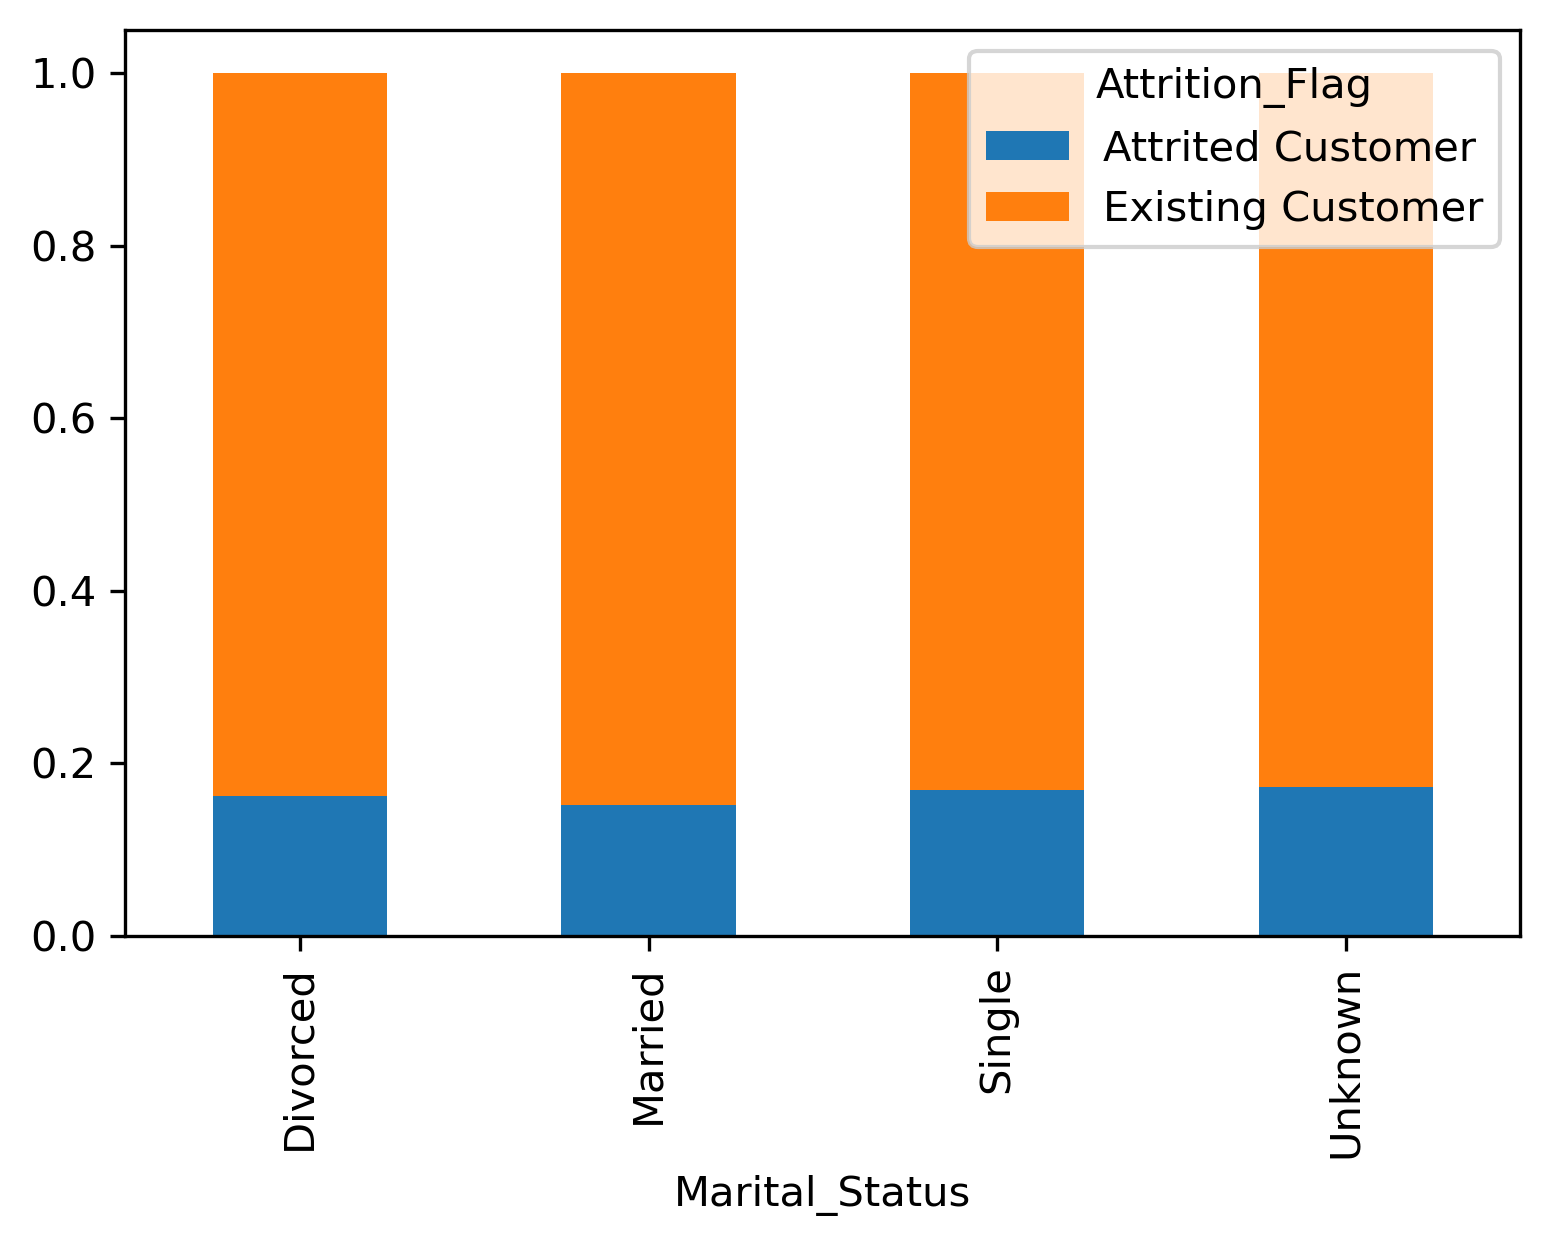 1.0
0.8
0.6
0.4
0.2
0.0
Attrition_Flag
Attrited Customer
Existing Customer
Divorced
Married
Single
Unknown
Marital_Status